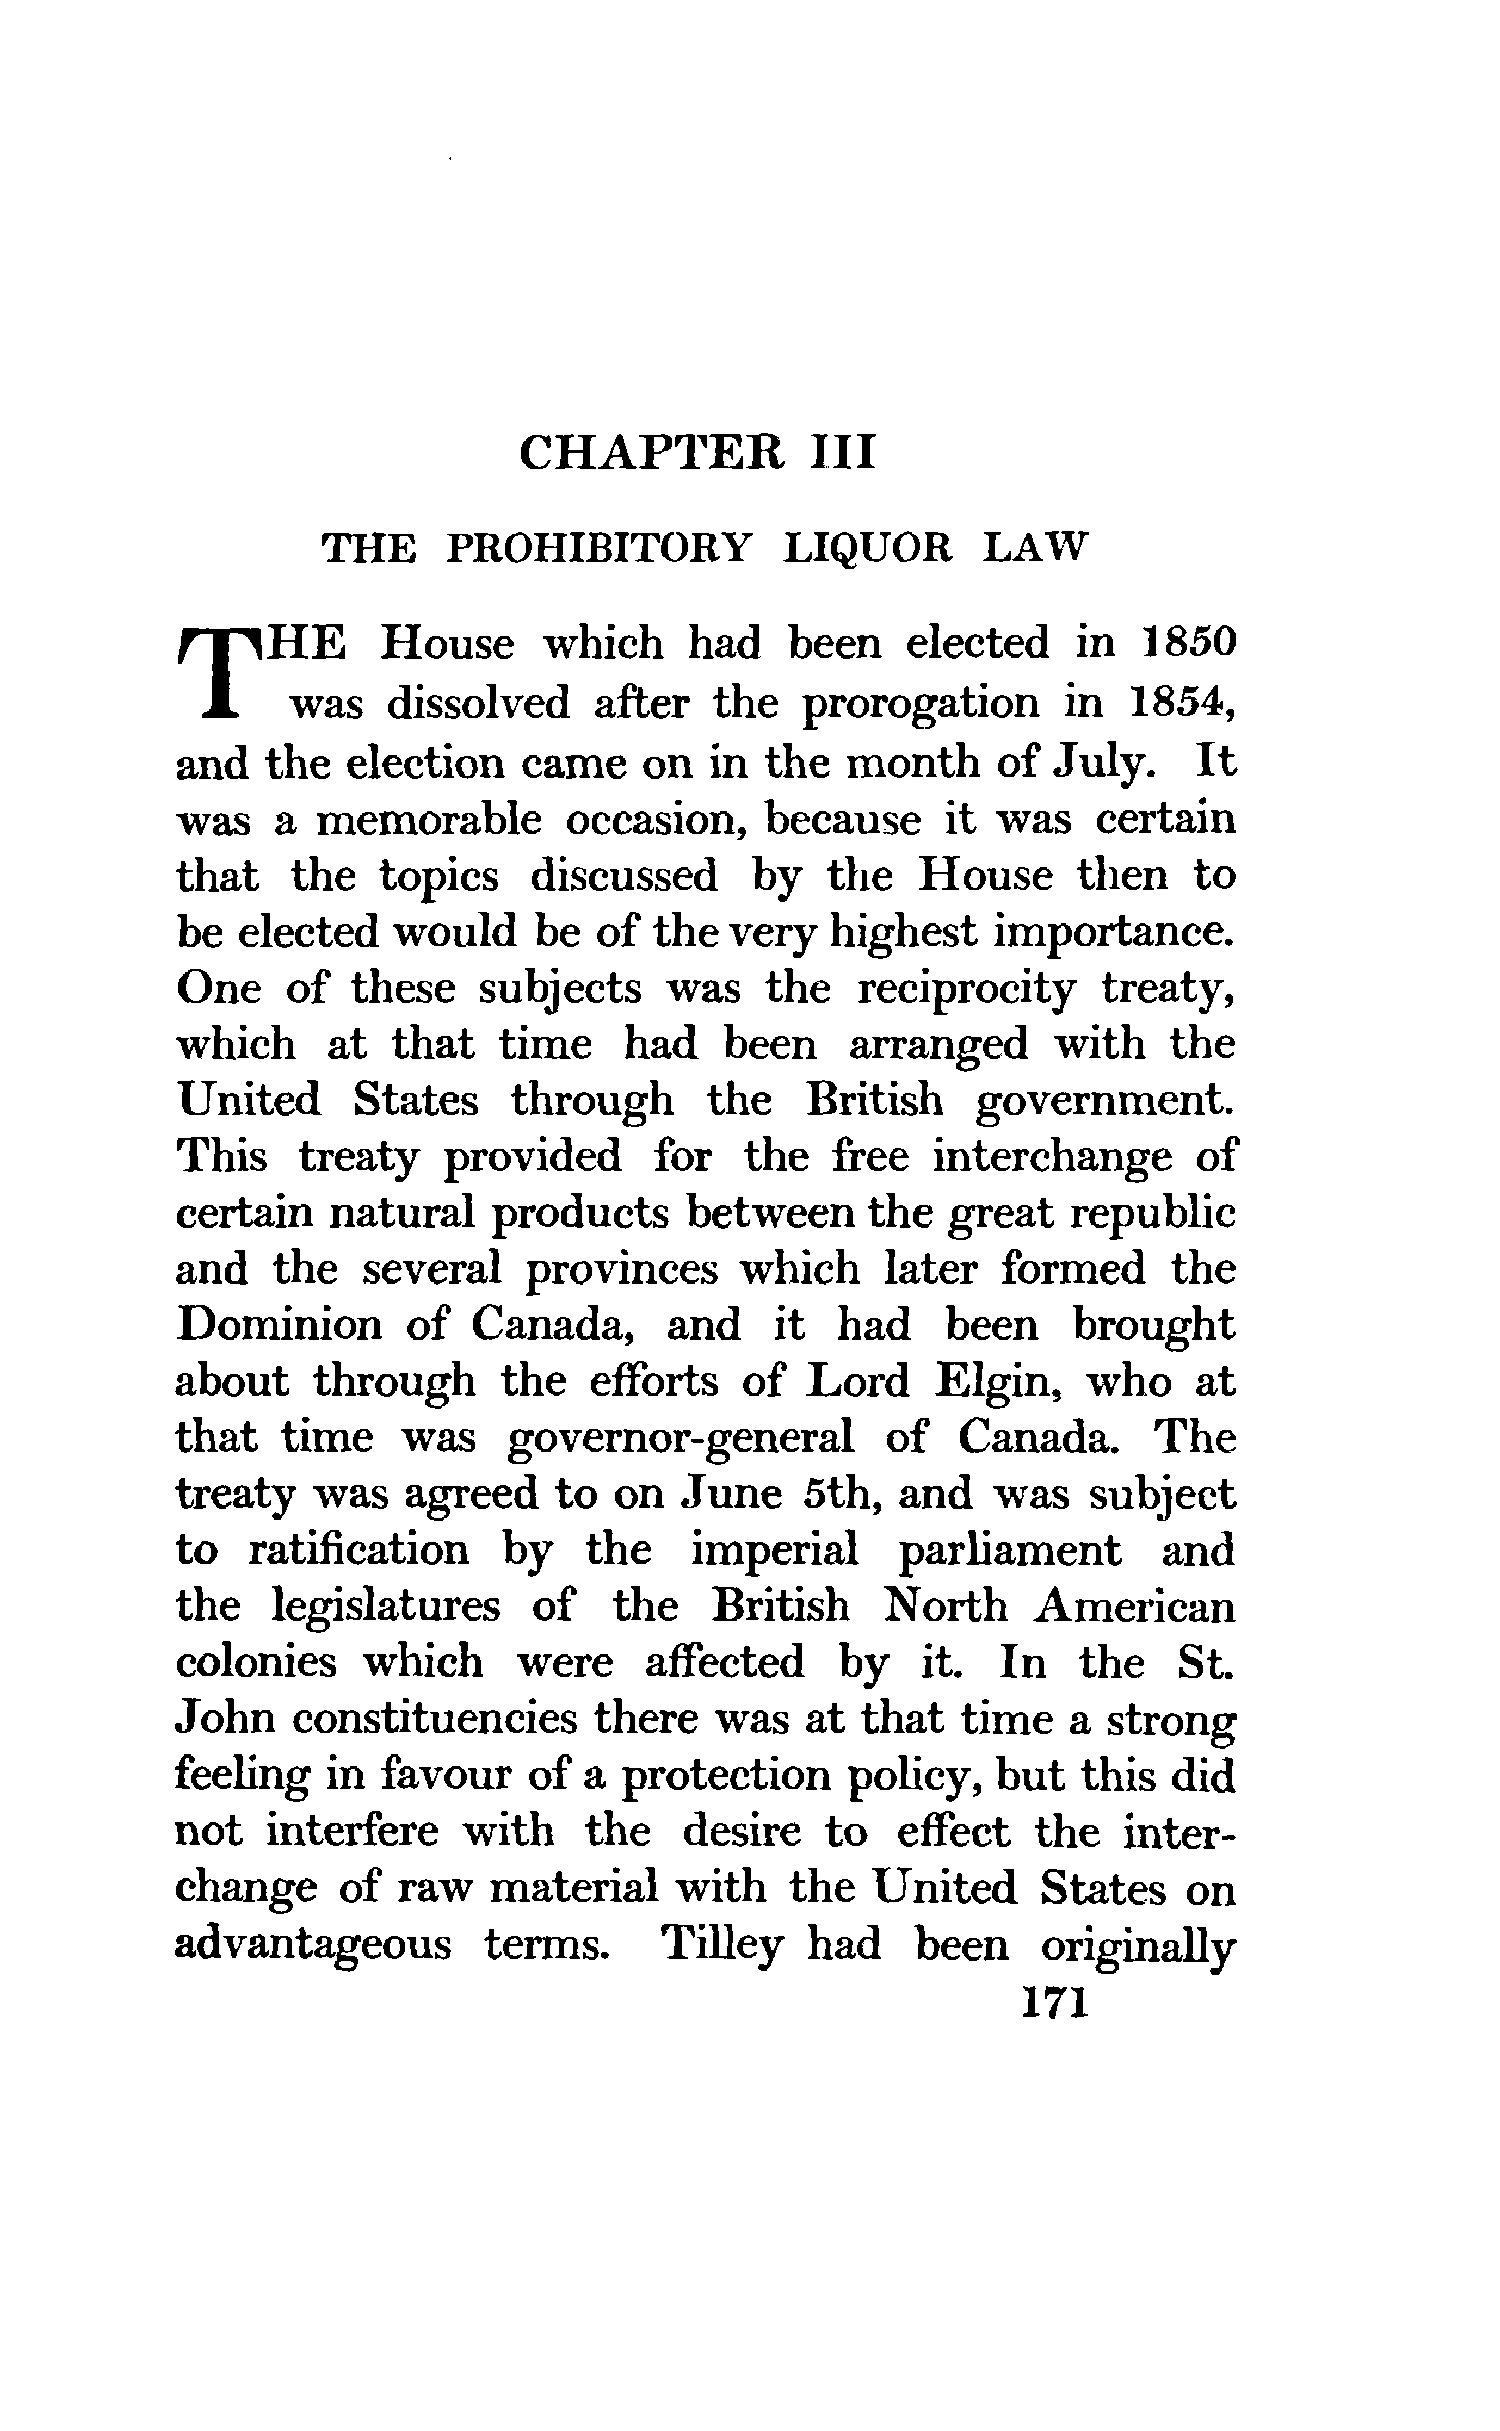 CHAPTER III
THE PROHIBITORY LIQUOR LAW
THE House which had been elected in 1850
was dissolved after the prorogation in 1854,
and the election came on in the month of July. It
was a memorable occasion, because it was certain
that the topics discussed by the House then to
be elected would be of the very highest importance.
One of these subjects was the reciprocity treaty,
which at that time had been arranged with the
United States through the British government.
This treaty provided for the free interchange of
certain natural products between the great republic
and the several provinces which later formed the
Dominion of Canada, and it had been brought
about through the efforts of Lord Elgin, who at
that time was governor-general of Canada. The
treaty was agreed to on June 5th, and was subject
to ratification by the imperial parliament and
the legislatures of the British North American
colonies which were affected by it. In the St.
John constituencies there was at that time a strong
feeling in favour of a protection policy, but this did
not interfere with the desire to effect the inter-
change of raw material with the United States on
advantageous terms. Tilley had been originally
171